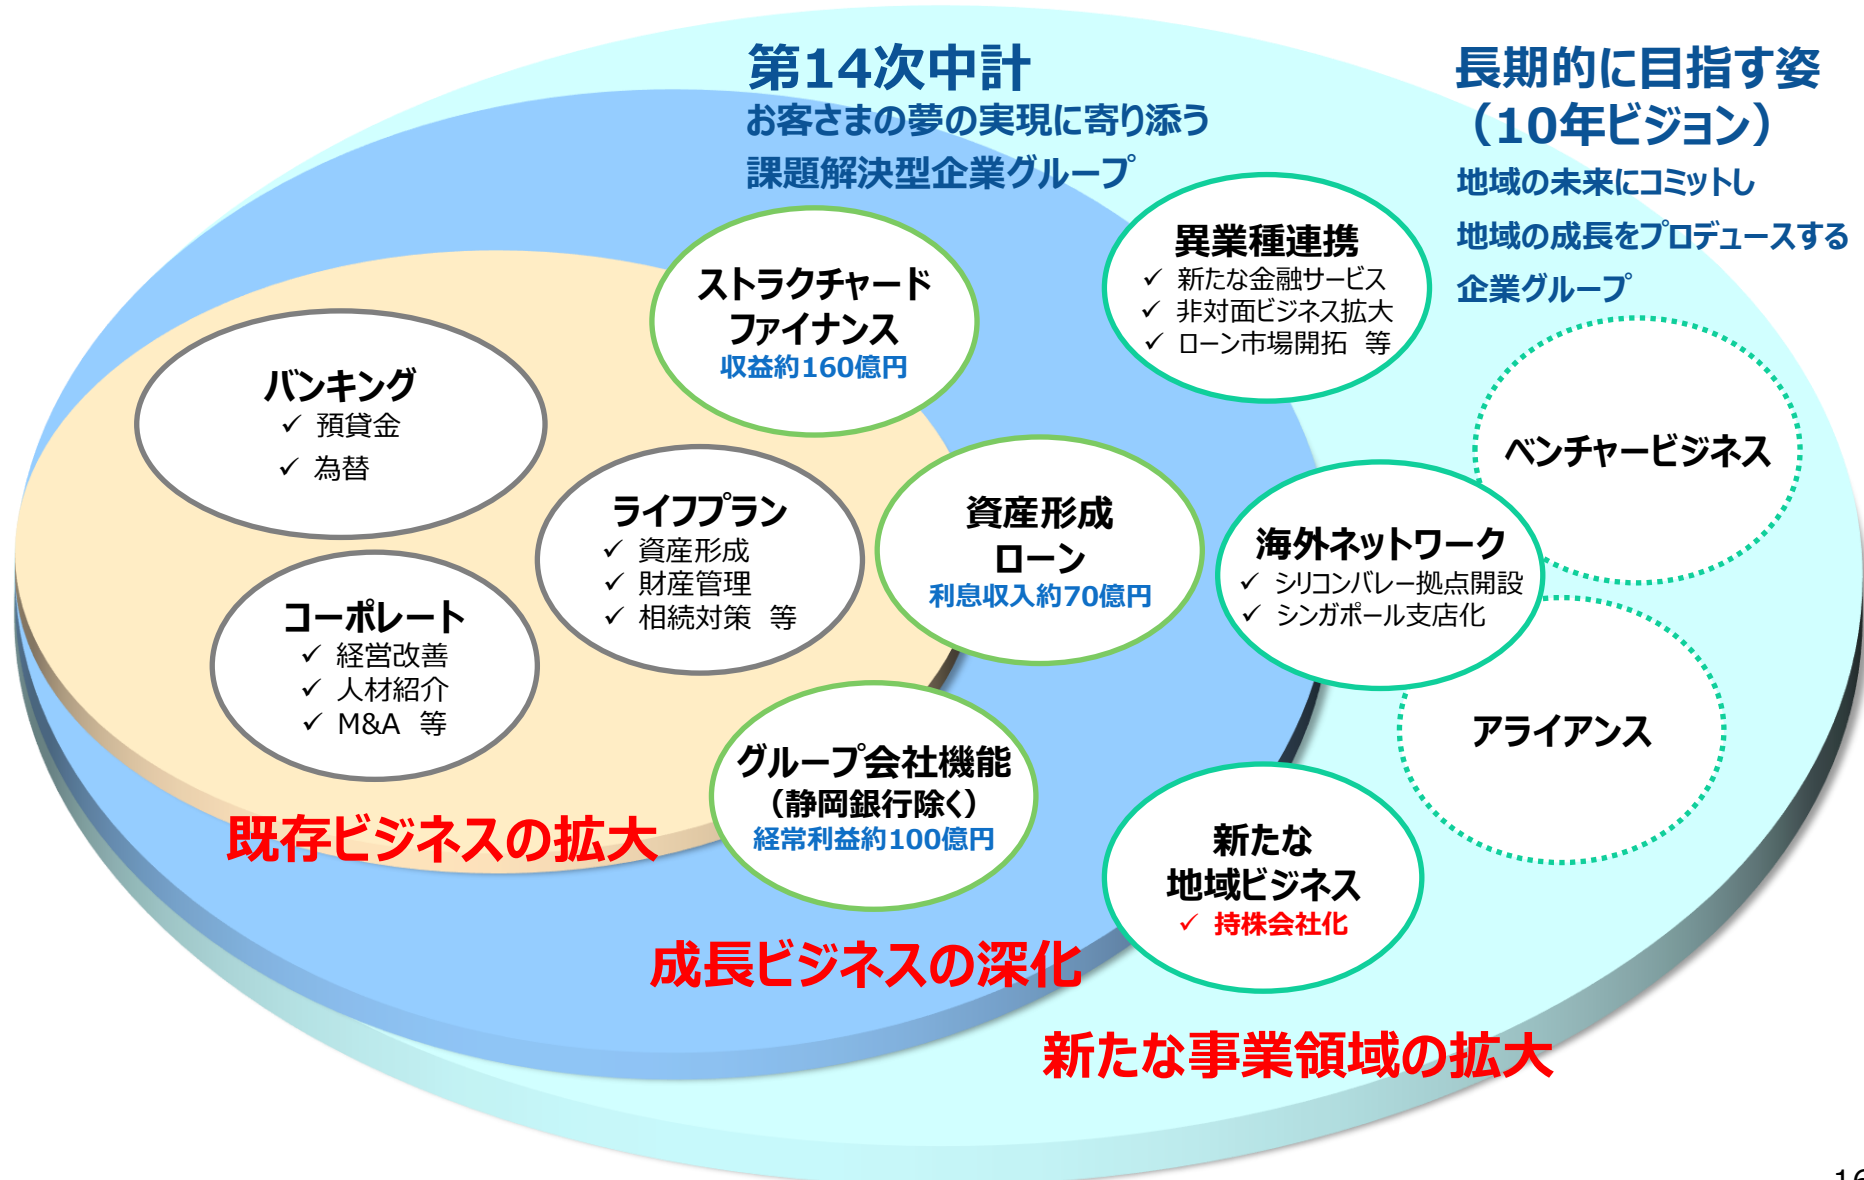 第14次中計
お客さまの夢の実現に寄り添う
課題解決型企業グループ
長期的に目指す姿
（10年ビジョン）
地域の未来にコミットし
地域の成長をプロデュースする
企業グループ
バンキング
✓ 預貸金
✓ 為替
コーポレート
✓ 経営改善
✓ 人材紹介
✓ M&A 等
ライフプラン
✓ 資産形成
✓ 財産管理
✓ 相続対策 等
既存ビジネスの拡大
ストラクチャード
ファイナンス
収益約160億円
資産形成
ローン
利息収入約70億円
グループ会社機能
（静岡銀行除く）
経常利益約100億円
成長ビジネスの深化
異業種連携
✓ 新たな金融サービス
✓ 非対面ビジネス拡大
✓ ローン市場開拓 等
海外ネットワーク
✓ シリコンバレー拠点開設
✓ シンガポール支店化
新たな
地域ビジネス
✓ 持株会社化
ベンチャービジネス
アライアンス
新たな事業領域の拡大
16